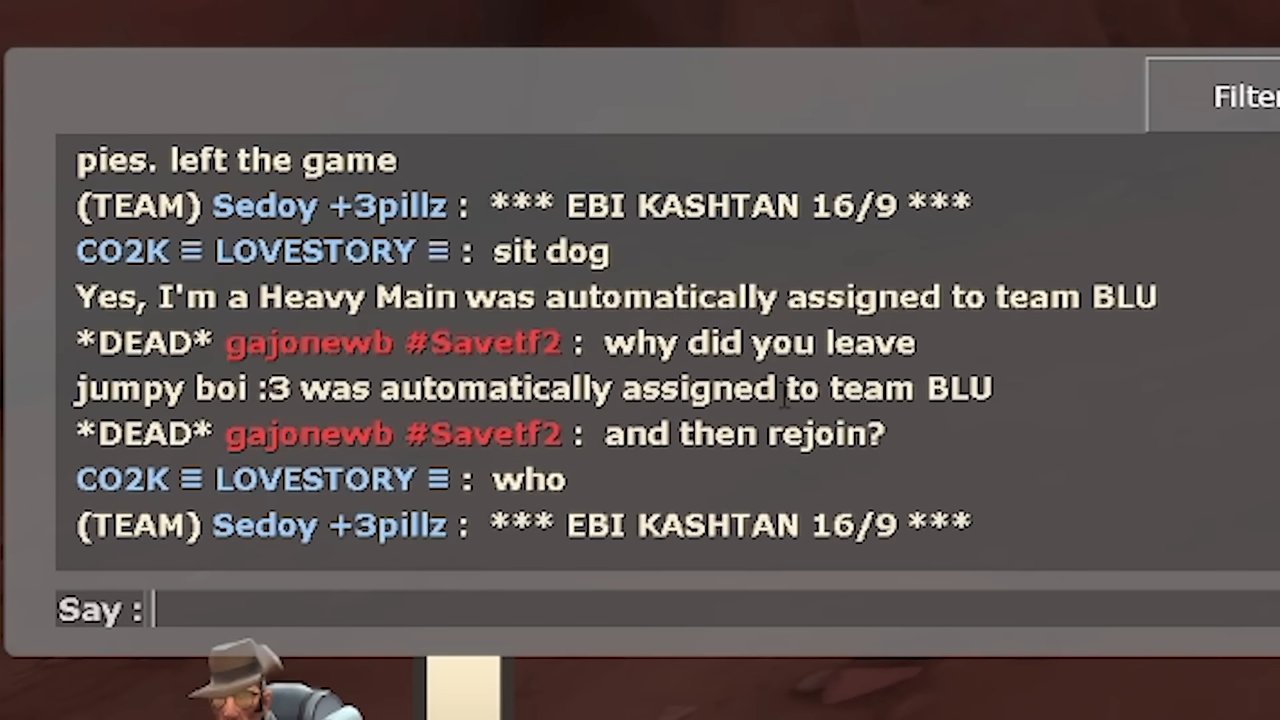 Filter
pies. left the game
(TEAM) Sedoy +3pillz :  *** EBI KASHTAN 16/9 ***
CO2K ≡ LOVESTORY ≡ :  sit dog
Yes, I'm a Heavy Main was automatically assigned to team BLU
*DEAD* gajonewb #Savetf2 :  why did you leave
jumpy boi :3 was automatically assigned to team BLU
*DEAD* gajonewb #Savetf2 :  and then rejoin?
CO2K ≡ LOVESTORY ≡ :  who
(TEAM) Sedoy +3pillz :  *** EBI KASHTAN 16/9 ***
Say :